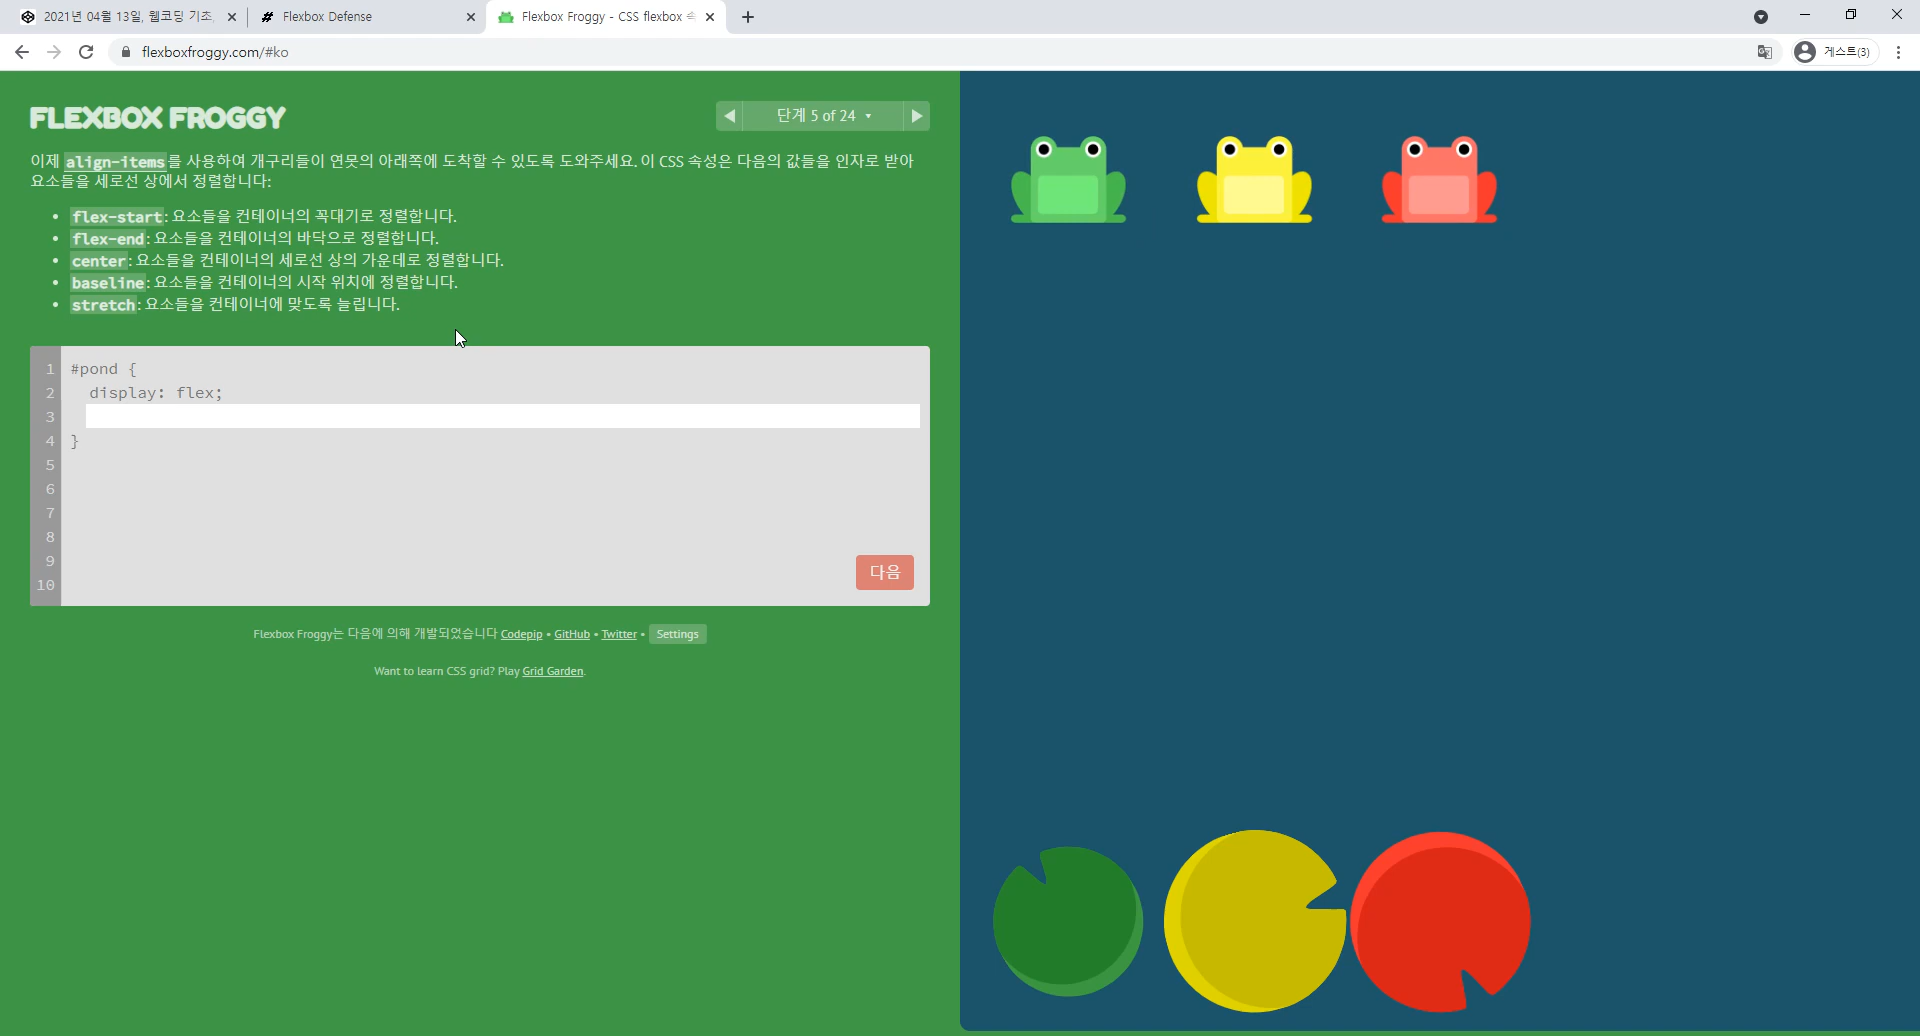 2021년 04월 13일, 웹코딩 기초,
Flexbox Defense
Flexbox Froggy - CSS flexbox 속
flexboxfroggy.com/#ko
게스트(3)
FLEXBOX FROGGY
단계 5 of 24
이제 align-items를 사용하여 개구리들이 연못의 아래쪽에 도착할 수 있도록 도와주세요. 이 CSS 속성은 다음의 값들을 인자로 받아
요소들을 세로선 상에서 정렬합니다:
• flex-start: 요소들을 컨테이너의 꼭대기로 정렬합니다.
• flex-end: 요소들을 컨테이너의 바닥으로 정렬합니다.
• center: 요소들을 컨테이너의 세로선 상의 가운데로 정렬합니다.
• baseline: 요소들을 컨테이너의 시작 위치에 정렬합니다.
• stretch: 요소들을 컨테이너에 맞도록 늘립니다.
1 #pond {
2 display: flex;
3
4 }
5
6
7
8
9
10
다음
Flexbox Froggy는 다음에 의해 개발되었습니다 Codepip • GitHub • Twitter • Settings
Want to learn CSS grid? Play Grid Garden.